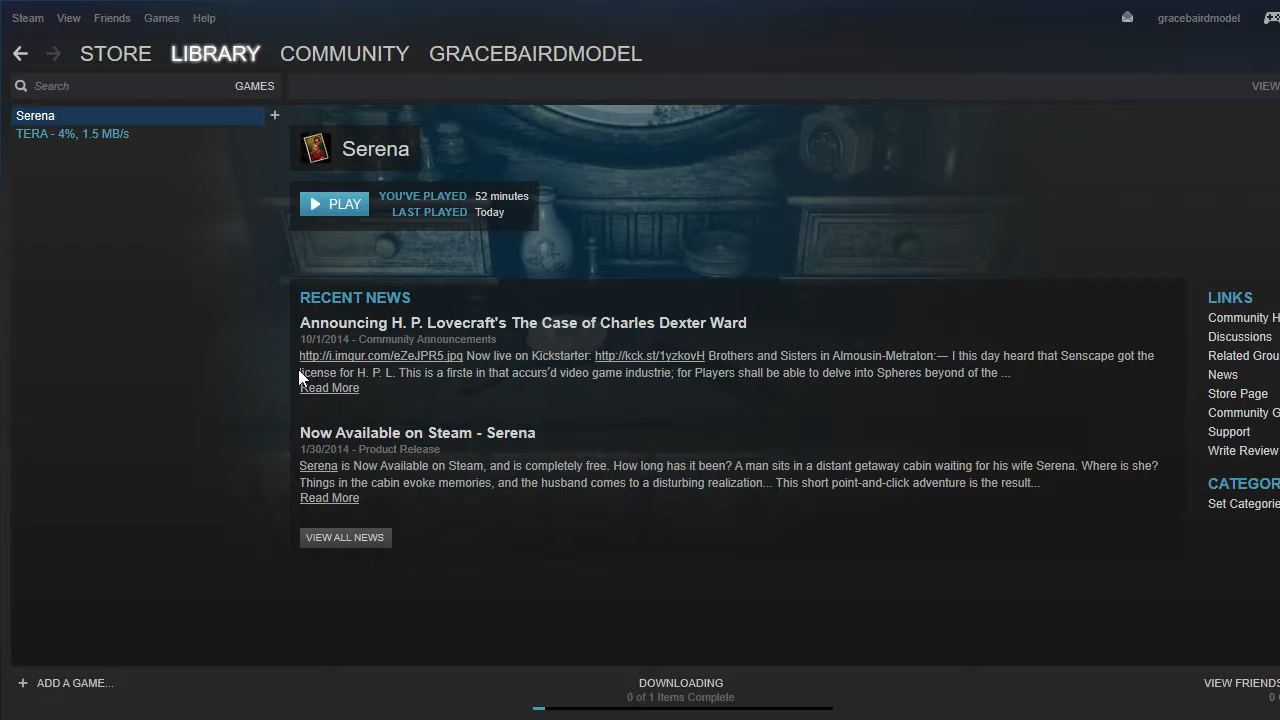 Steam View Friends Games Help
gracebairdmodel
STORE LIBRARY COMMUNITY GRACEBAIRDMODEL
Search
GAMES
VIEW
Serena
TERA - 4%, 1.5 MB/s
Serena
PLAY
YOU'VE PLAYED 52 minutes
LAST PLAYED Today
RECENT NEWS
Announcing H. P. Lovecraft's The Case of Charles Dexter Ward
10/1/2014 - Community Announcements
http://i.imgur.com/eZeJPR5.jpg Now live on Kickstarter: http://kck.st/1yzkovH Brothers and Sisters in Almousin-Metraton:— I this day heard that Senscape got the
license for H. P. L. This is a firste in that accurs'd video game industrie; for Players shall be able to delve into Spheres beyond of the ...
Read More
Now Available on Steam - Serena
1/30/2014 - Product Release
Serena is Now Available on Steam, and is completely free. How long has it been? A man sits in a distant getaway cabin waiting for his wife Serena. Where is she?
Things in the cabin evoke memories, and the husband comes to a disturbing realization... This short point-and-click adventure is the result...
Read More
VIEW ALL NEWS
LINKS
Community H
Discussions
Related Grou
News
Store Page
Community G
Support
Write Review
CATEGOR
Set Categorie
+ ADD A GAME...
DOWNLOADING
0 of 1 Items Complete
VIEW FRIENDS
0